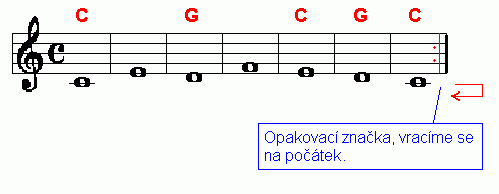 C G C G C
Opakovací značka, vracíme se
na počátek.